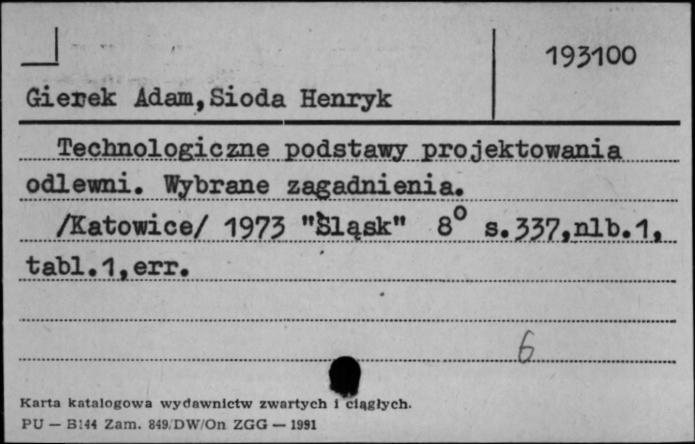 193100
Gierek Adam,Sioda Henryk
Technologiczne podstawy projektowania
odlewni. Wybrane zagadnienia.
/Katowice/ 1973 "Śląsk" 8° s.337,nlb.1,
tabl.1,err.
6
Karta katalogowa wydawnictw zwartych i ciągłych.
PU — B144 Zam. 849/DW/On ZGG — 1991